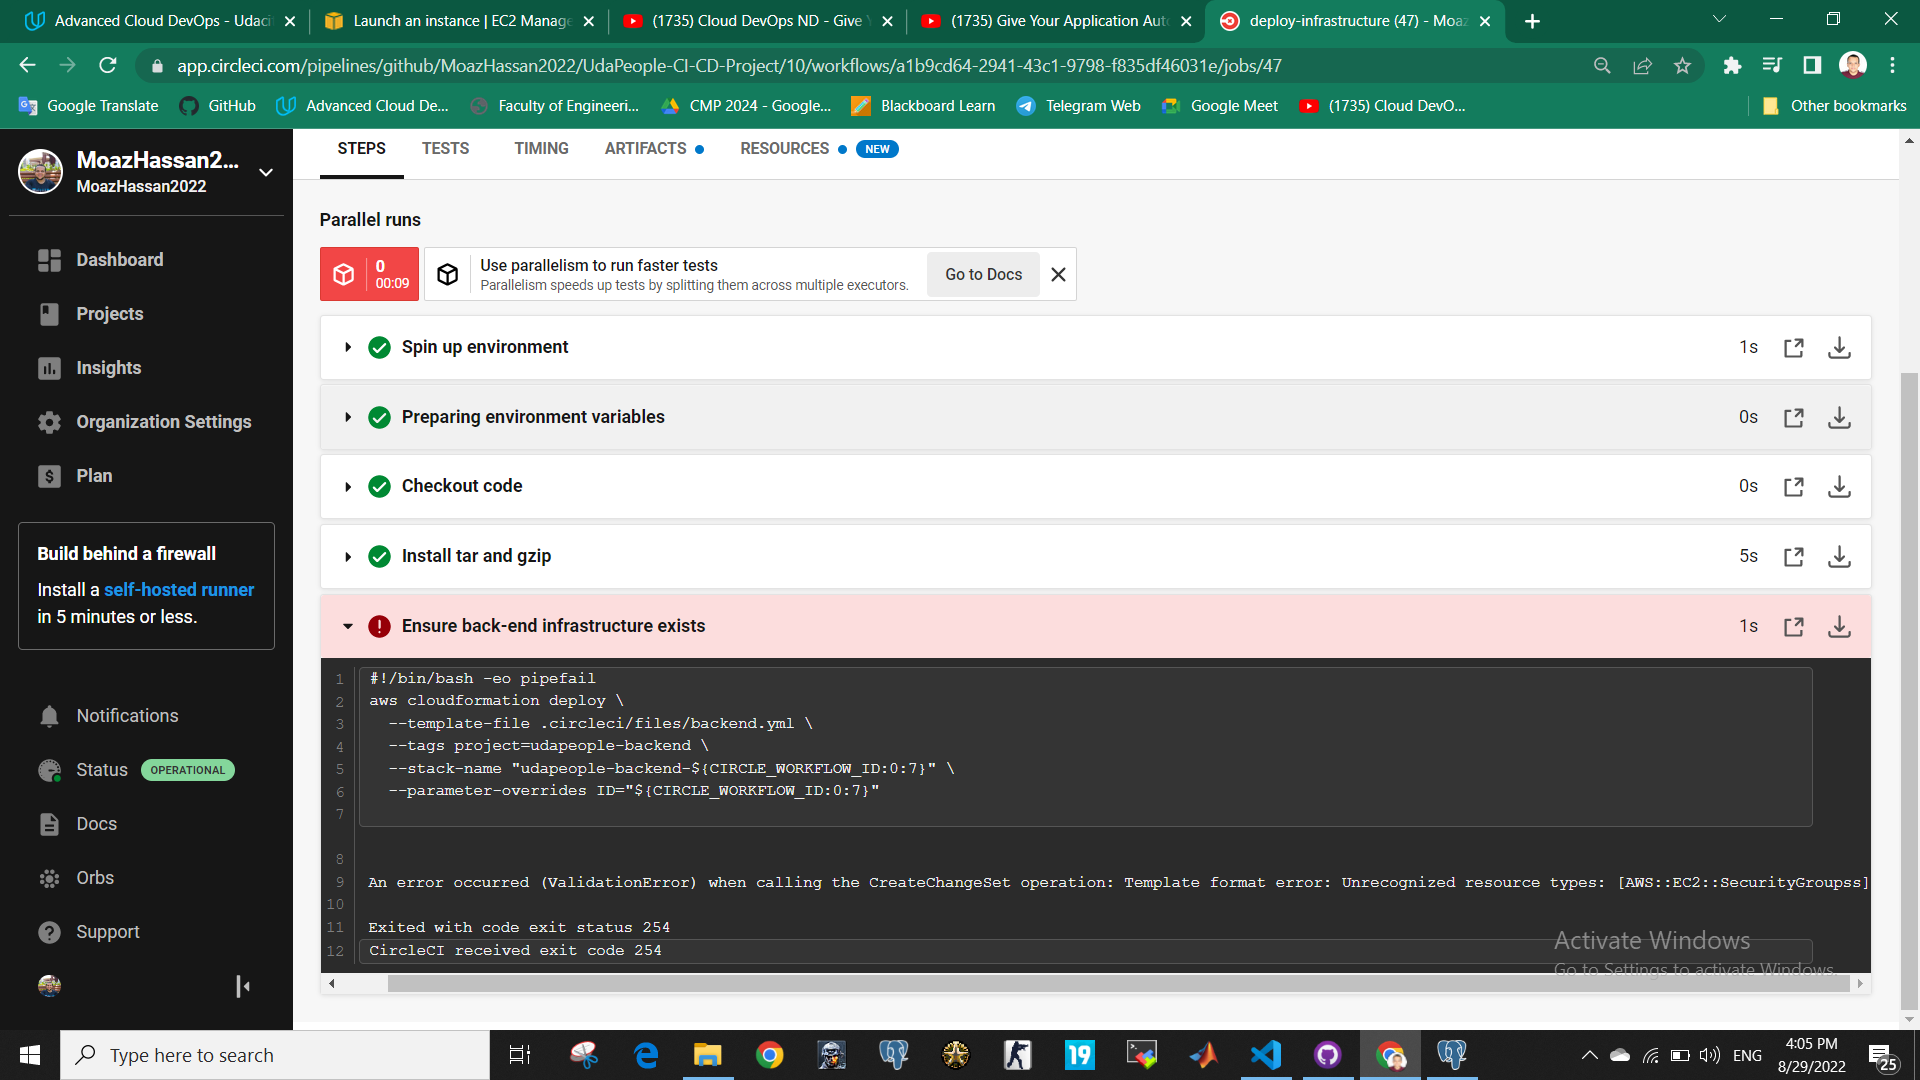 Advanced Cloud DevOps - Udaci
Launch an instance | EC2 Manage
(1735) Cloud DevOps ND - Give Y
(1735) Give Your Application Auto
deploy-infrastructure (47) - Moaz
app.circleci.com/pipelines/github/MoazHassan2022/UdaPeople-CI-CD-Project/10/workflows/a1b9cd64-2941-43c1-9798-f835df46031e/jobs/47
Google Translate
GitHub
Advanced Cloud De...
Faculty of Engineeri...
CMP 2024 - Google...
Blackboard Learn
Telegram Web
Google Meet
(1735) Cloud DevO...
Other bookmarks
MoazHassan2...
MoazHassan2022
Dashboard
Projects
Insights
Organization Settings
Plan
Build behind a firewall
Install a self-hosted runner
in 5 minutes or less.
Notifications
Status OPERATIONAL
Docs
Orbs
Support
STEPS
TESTS
TIMING
ARTIFACTS
RESOURCES
NEW
Parallel runs
0
00:09
Use parallelism to run faster tests
Parallelism speeds up tests by splitting them across multiple executors.
Go to Docs
Spin up environment 1s
Preparing environment variables 0s
Checkout code 0s
Install tar and gzip 5s
Ensure back-end infrastructure exists 1s
1 #!/bin/bash -eo pipefail
2 aws cloudformation deploy \
3 --template-file .circleci/files/backend.yml \
4 --tags project=udapeople-backend \
5 --stack-name "udapeople-backend-${CIRCLE_WORKFLOW_ID:0:7}" \
6 --parameter-overrides ID="${CIRCLE_WORKFLOW_ID:0:7}"
7
8
9 An error occurred (ValidationError) when calling the CreateChangeSet operation: Template format error: Unrecognized resource types: [AWS::EC2::SecurityGroupss]
10
11 Exited with code exit status 254
12 CircleCI received exit code 254
Activate Windows
Go to Settings to activate Windows.
Type here to search
19
ENG
4:05 PM
8/29/2022
25